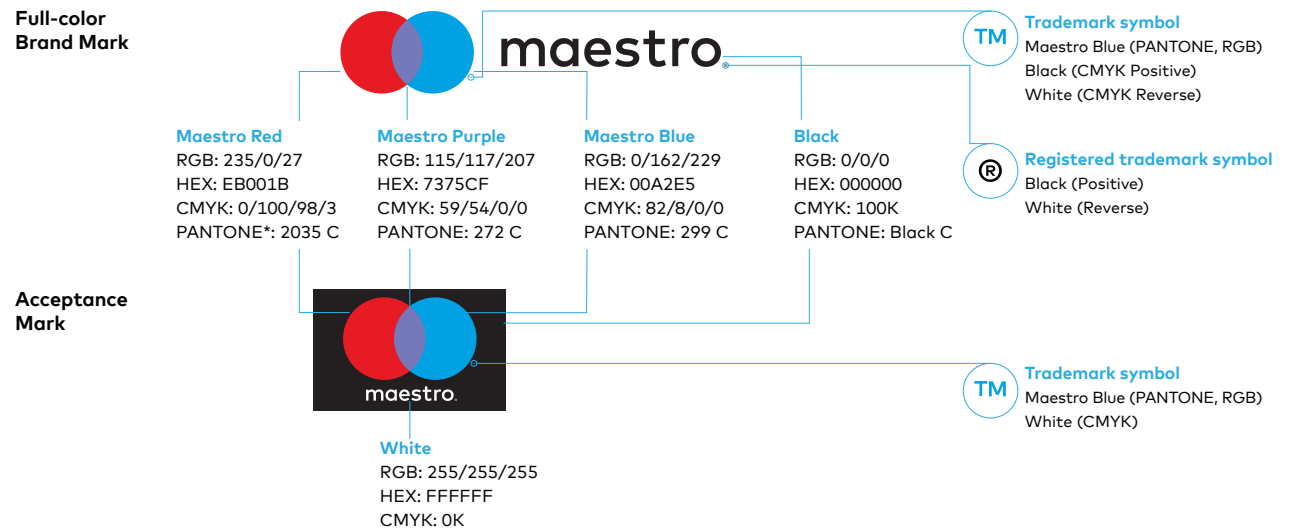 Full-color
Brand Mark
maestro.
TM
Trademark symbol
Maestro Blue (PANTONE, RGB)
Black (CMYK Positive)
White (CMYK Reverse)
Maestro Red
RGB: 235/0/27
HEX: EB001B
CMYK: 0/100/98/3
PANTONE*: 2035 C
Maestro Purple
RGB: 115/117/207
HEX: 7375CF
CMYK: 59/54/0/0
PANTONE: 272 C
Maestro Blue
RGB: 0/162/229
HEX: 00A2E5
CMYK: 82/8/0/0
PANTONE: 299 C
Black
RGB: 0/0/0
HEX: 000000
CMYK: 100K
PANTONE: Black C
®
Registered trademark symbol
Black (Positive)
White (Reverse)
Acceptance
Mark
maestro.
TM
Trademark symbol
Maestro Blue (PANTONE, RGB)
White (CMYK)
White
RGB: 255/255/255
HEX: FFFFFF
CMYK: 0K